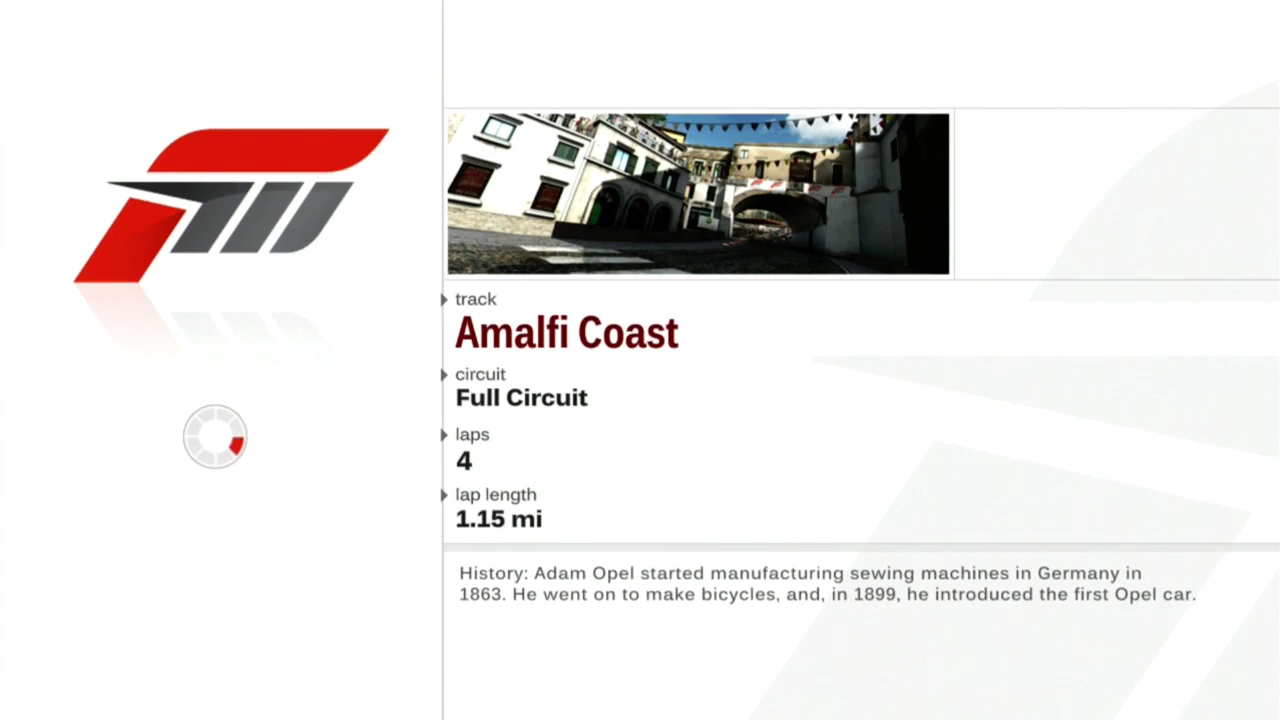 track
Amalfi Coast
circuit
Full Circuit
laps
4
lap length
1.15 mi
History: Adam Opel started manufacturing sewing machines in Germany in
1863. He went on to make bicycles, and, in 1899, he introduced the first Opel car.